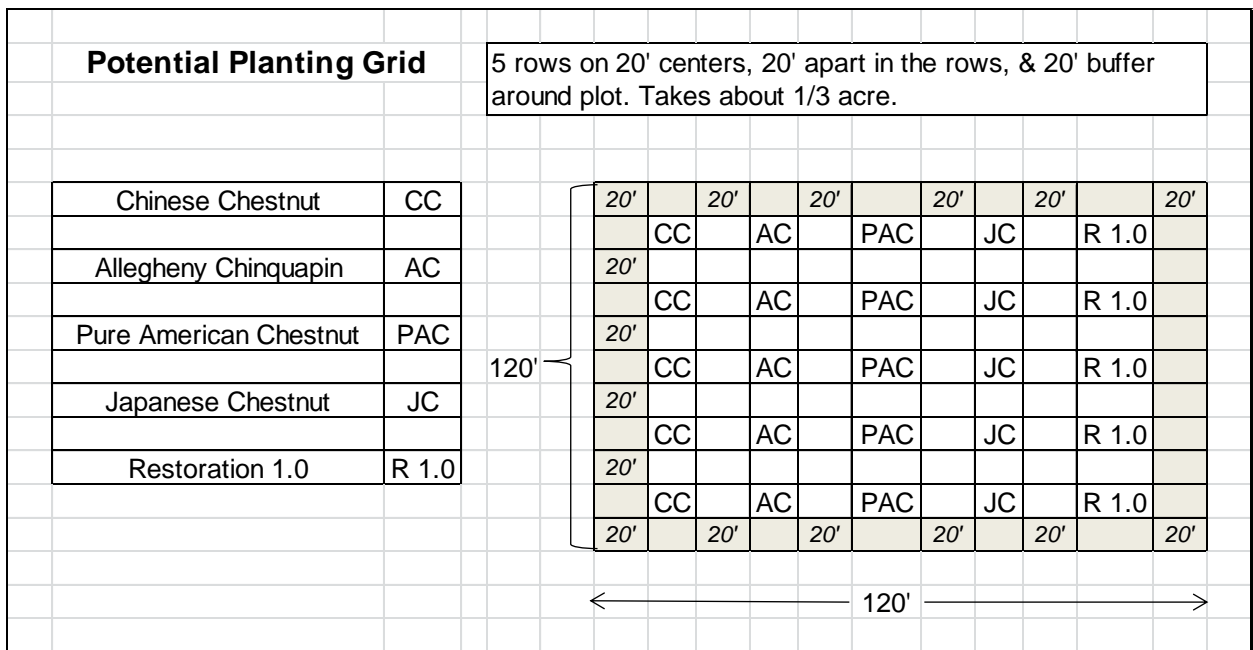 Potential Planting Grid
5 rows on 20' centers, 20' apart in the rows, & 20' buffer
around plot. Takes about 1/3 acre.
Chinese Chestnut CC
Allegheny Chinquapin AC
Pure American Chestnut PAC
Japanese Chestnut JC
Restoration 1.0 R 1.0
120'
20' 20' 20' 20' 20' 20'
CC AC PAC JC R 1.0
20'
CC AC PAC JC R 1.0
20'
CC AC PAC JC R 1.0
20'
CC AC PAC JC R 1.0
20'
CC AC PAC JC R 1.0
20' 20' 20' 20' 20' 20'
120'